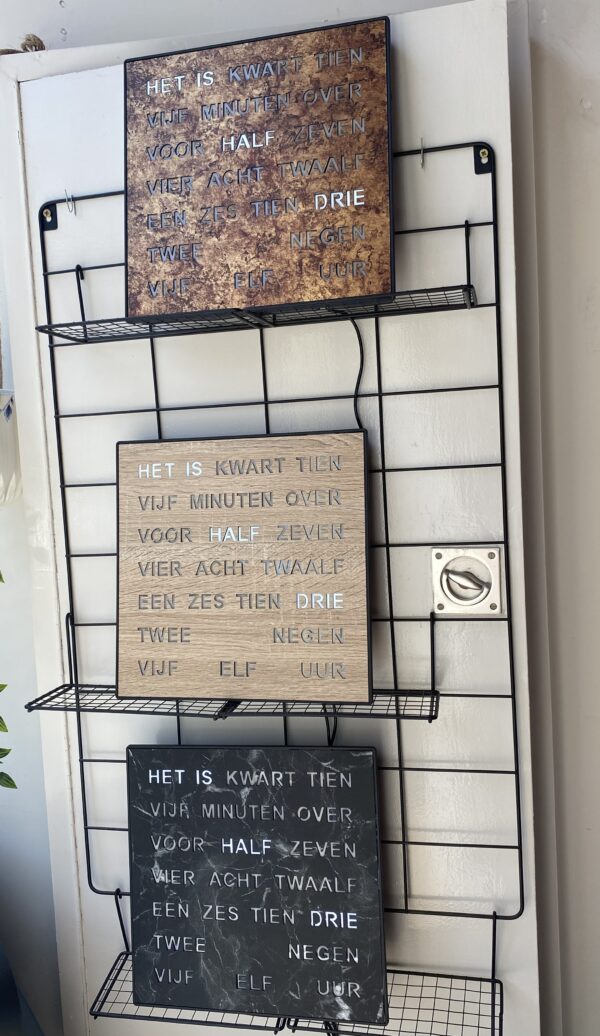 HET IS KWART TIEN
VIJF MINUTEN OVER
VOOR HALF ZEVEN
VIER ACHT TWAALF
EEN ZES TIEN DRIE
TWEE NEGEN
VIJF ELF UUR
HET IS KWART TIEN
VIJF MINUTEN OVER
VOOR HALF ZEVEN
VIER ACHT TWAALF
EEN ZES TIEN DRIE
TWEE NEGEN
VIJF ELF UUR
HET IS KWART TIEN
VIJF MINUTEN OVER
VOOR HALF ZEVEN
VIER ACHT TWAALF
EEN ZES TIEN DRIE
TWEE NEGEN
VIJF ELF UUR